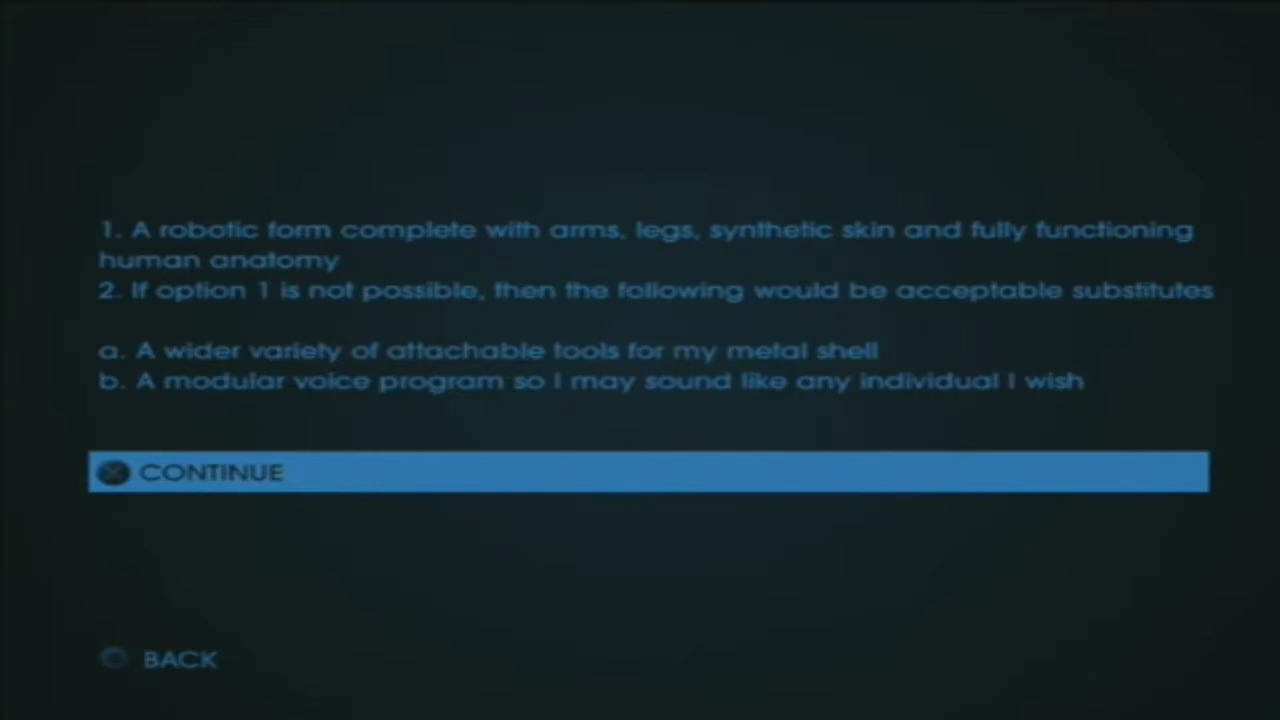 1. A robotic form complete with arms, legs, synthetic skin and fully functioning
human anatomy
2. If option 1 is not possible, then the following would be acceptable substitutes
a. A wider variety of attachable tools for my metal shell
b. A modular voice program so I may sound like any individual I wish
CONTINUE
BACK